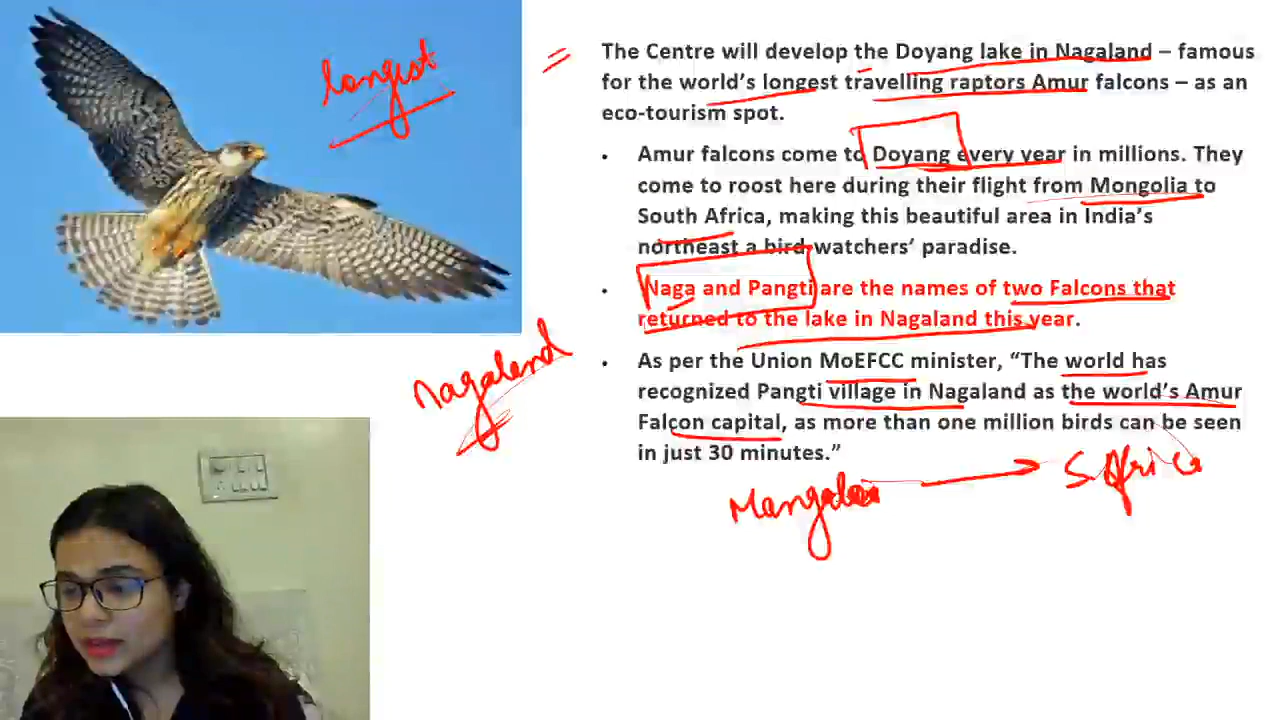 longest
The Centre will develop the Doyang lake in Nagaland – famous
for the world's longest travelling raptors Amur falcons – as an
eco-tourism spot.
• Amur falcons come to Doyang every year in millions. They
come to roost here during their flight from Mongolia to
South Africa, making this beautiful area in India's
northeast a bird watchers' paradise.
• Naga and Pangti are the names of two Falcons that
returned to the lake in Nagaland this year.
Nagaland
• As per the Union MoEFCC minister, “The world has
recognized Pangti village in Nagaland as the world's Amur
Falcon capital, as more than one million birds can be seen
in just 30 minutes.”
S Africa